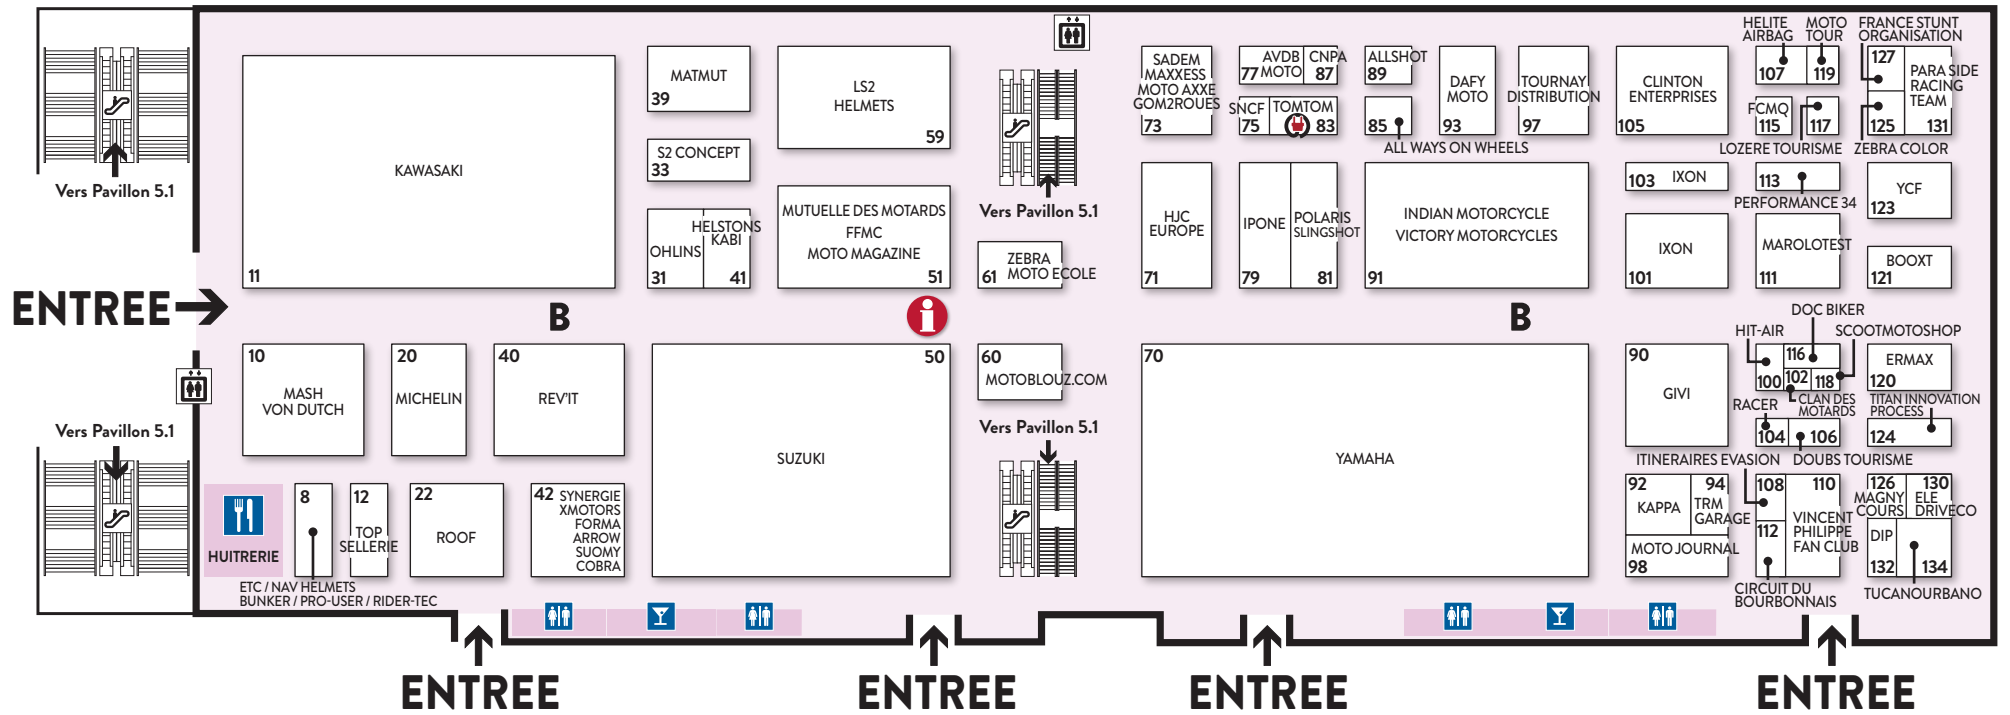 Vers Pavillon 5.1
ENTREE
Vers Pavillon 5.1
KAWASAKI
11
MATMUT
39
S2 CONCEPT
33
OHLINS
31
HELSTONS
KABI
41
LS2
HELMETS
59
MUTUELLE DES MOTARDS
FFMC
MOTO MAGAZINE
51
Vers Pavillon 5.1
61
ZEBRA
MOTO ECOLE
B
i
10
MASH
VON DUTCH
20
MICHELIN
40
REV'IT
50
SUZUKI
60
MOTOBLOUZ.COM
Vers Pavillon 5.1
HUITRERIE
8
ETC / NAV HELMETS
BUNKER / PRO-USER / RIDER-TEC
12
TOP
SELLERIE
22
ROOF
42
SYNERGIE
XMOTORS
FORMA
ARROW
SUOMY
COBRA
SADEM
MAXXESS
MOTO AXXE
GOM2ROUES
73
AVDB
77 MOTO
CNPA
87
SNCF
75
TOMTOM
83
ALLSHOT
89
85
ALL WAYS ON WHEELS
DAFY
MOTO
93
TOURNAY
DISTRIBUTION
97
CLINTON
ENTERPRISES
105
HELITE
AIRBAG
107
MOTO
TOUR
119
FRANCE STUNT
ORGANISATION
127
PARA SIDE
RACING
TEAM
131
FCMQ
115
117
125
LOZERE TOURISME
ZEBRA COLOR
HJC
EUROPE
71
IPONE
79
POLARIS
SLINGSHOT
81
INDIAN MOTORCYCLE
VICTORY MOTORCYCLES
91
103 IXON
IXON
101
113
PERFORMANCE 34
MAROLOTEST
111
YCF
123
BOOXT
121
B
70
YAMAHA
90
GIVI
DOC BIKER
HIT-AIR
SCOOTMOTOSHOP
116
100
102
118
CLAN DES
MOTARDS
ERMAX
120
RACER
104
106
TITAN INNOVATION
PROCESS
124
ITINERAIRES EVASION
DOUBS TOURISME
92
KAPPA
94
TRM
GARAGE
MOTO JOURNAL
98
108
112
110
VINCENT
PHILIPPE
FAN CLUB
CIRCUIT DU
BOURBONNAIS
126
MAGNY
COURS
130
ELE
DRIVECO
DIP
132
134
TUCANOURBANO
ENTREE
ENTREE
ENTREE
ENTREE